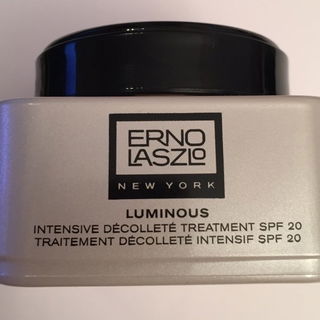 ERNO
LASZLO
NEW YORK
LUMINOUS
INTENSIVE DÉCOLLETÉ TREATMENT SPF 20
TRAITEMENT DÉCOLLETÉ INTENSIF SPF 20